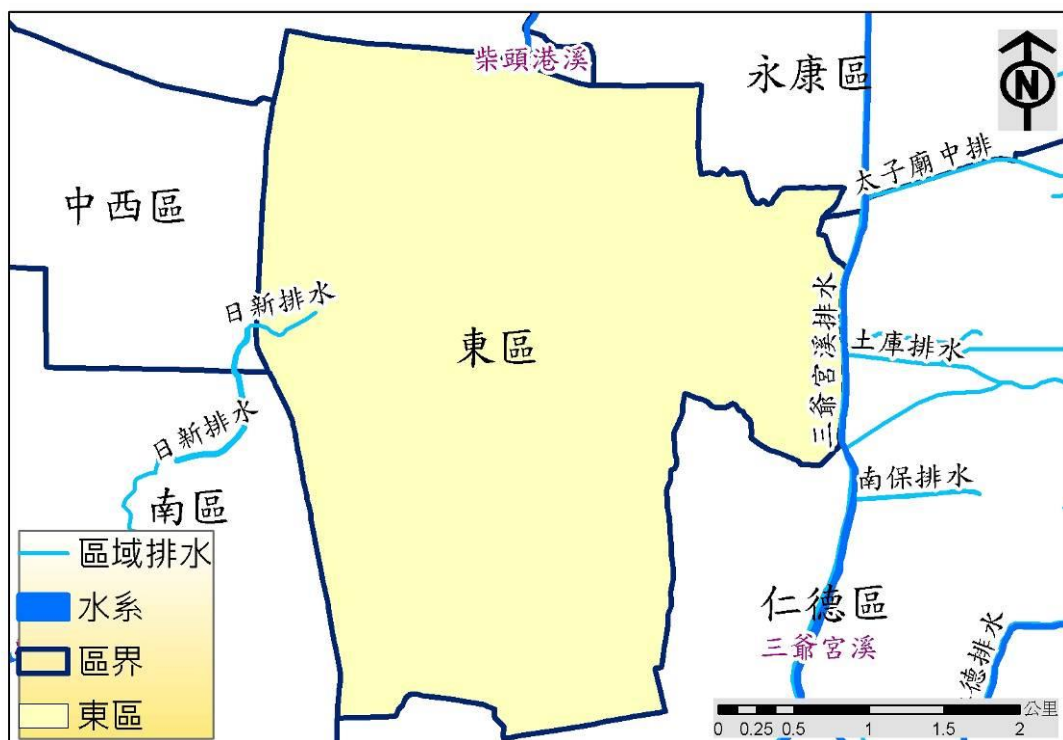 柴頭港溪
永康區
N
太子廟中排
中西區
日新排水
東區
三爺宮溪排水
土庫排水
日新排水
南區
南保排水
仁德區
三爺宮溪
德排水
區域排水
水系
區界
東區
公里
0 0.25 0.5 1 1.5 2